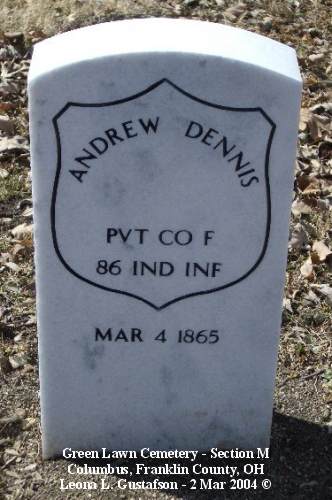 ANDREW DENNIS
PVT CO F
86 IND INF
MAR 4 1865
Green Lawn Cemetery - Section M
Columbus, Franklin County, OH
Leona L. Gustafson - 2 Mar 2004 ©